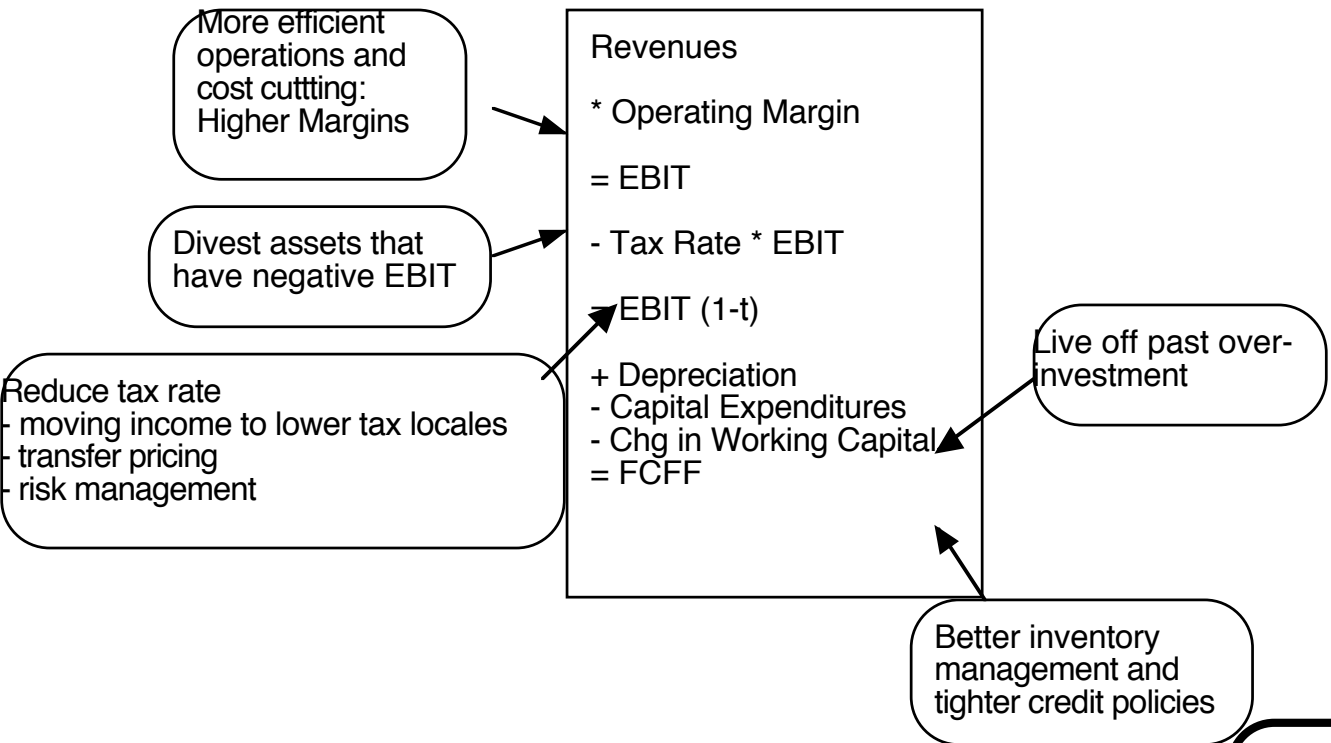 More efficient
operations and
cost cuttting:
Higher Margins
Divest assets that
have negative EBIT
Reduce tax rate
- moving income to lower tax locales
- transfer pricing
- risk management
Revenues
* Operating Margin
= EBIT
- Tax Rate * EBIT
= EBIT (1-t)
+ Depreciation
- Capital Expenditures
- Chg in Working Capital
= FCFF
Live off past over-
investment
Better inventory
management and
tighter credit policies